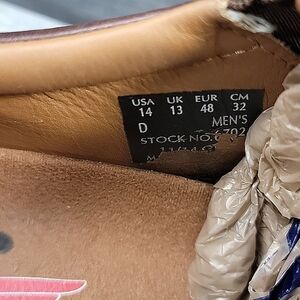 USA UK EUR CM
14 13 48 32
D MEN'S
STOCK NO.